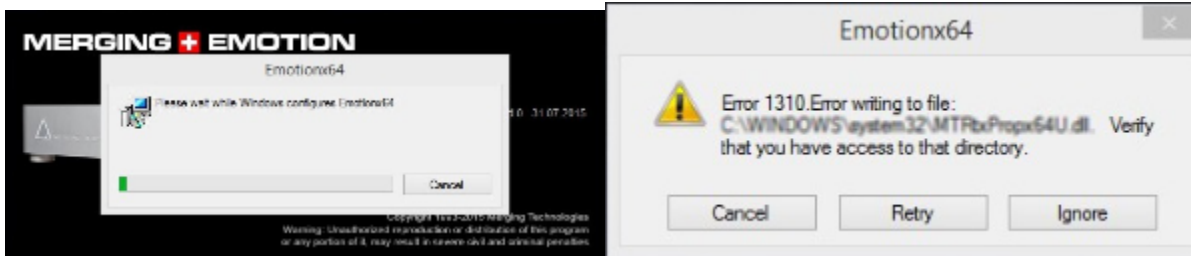 MERGING + EMOTION
Emotionx64
Please wait while Windows configures Emotionx64
31.07.2015
Cancel
Copyright 1993-2015 Merging Technologies
Warning: Unauthorized reproduction or distribution of this program
or any portion of it, may result in severe civil and criminal penalties
Emotionx64
Error 1310.Error writing to file:
C:\WINDOWS\system32\MTRbxPropx64U.dll. Verify
that you have access to that directory.
Cancel
Retry
Ignore